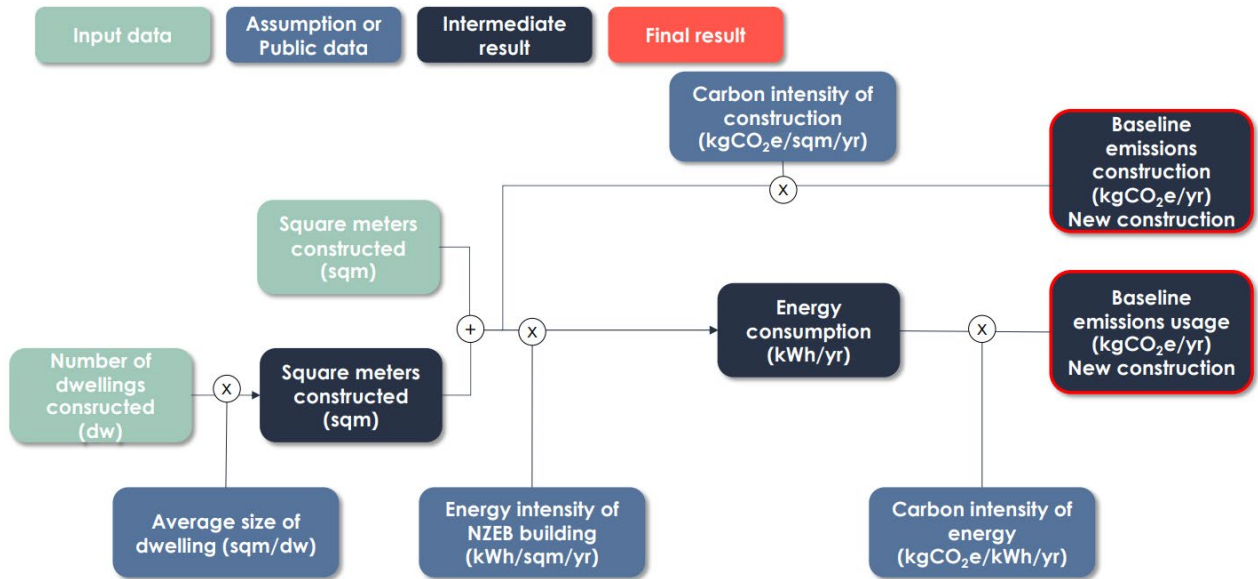 Input data
Assumption or
Public data
Intermediate
result
Final result
Carbon intensity of
construction
(kgCO₂e/sqm/yr)
Baseline
emissions
construction
(kgCO₂e/yr)
New construction
X
Square meters
constructed
(sqm)
+
X
Energy
consumption
(kWh/yr)
X
Baseline
emissions usage
(kgCO₂e/yr)
New construction
Number of
dwellings
consructed
(dw)
X
Square meters
constructed
(sqm)
Average size of
dwelling (sqm/dw)
Energy intensity of
NZEB building
(kWh/sqm/yr)
Carbon intensity of
energy
(kgCO₂e/kWh/yr)